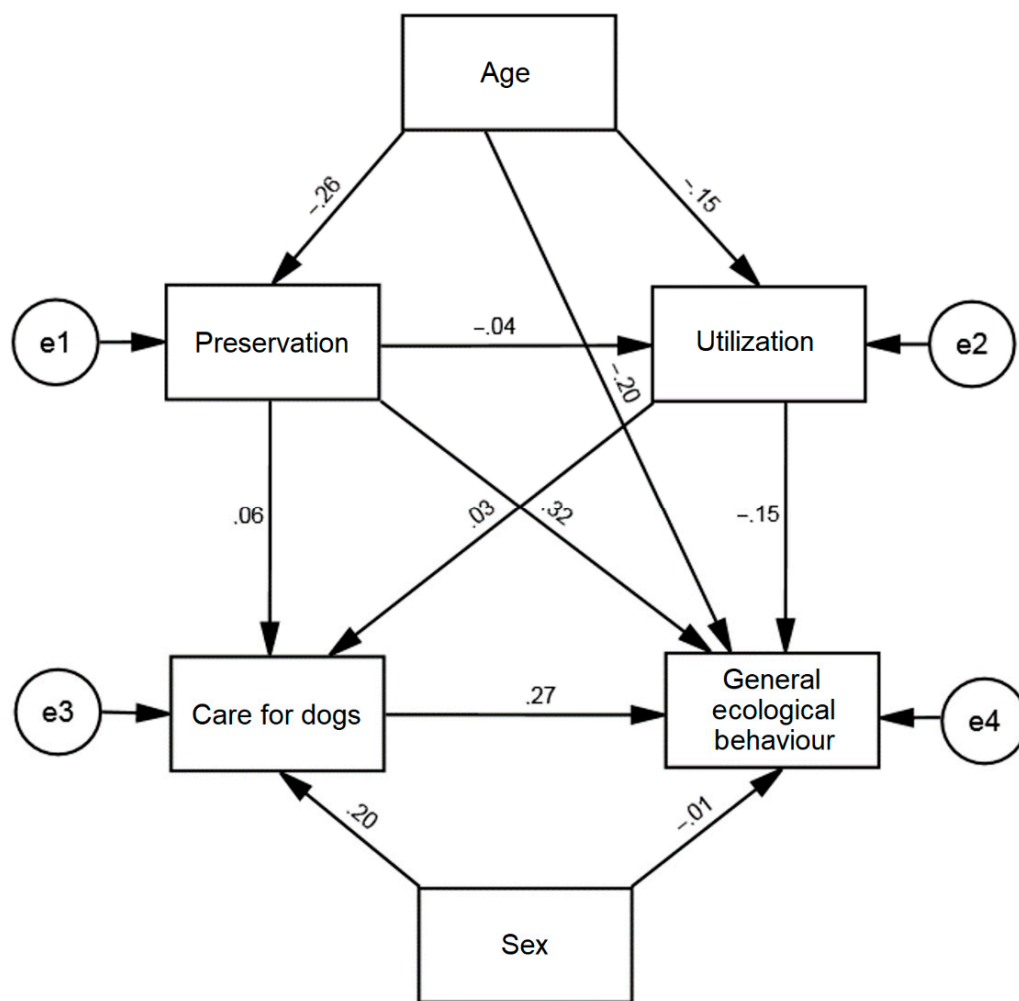 Age
–.26
–.15
e1
Preservation
–.04
Utilization
e2
–.20
.06
.03
.32
–.15
e3
Care for dogs
.27
General
ecological
behaviour
e4
.20
–.01
Sex